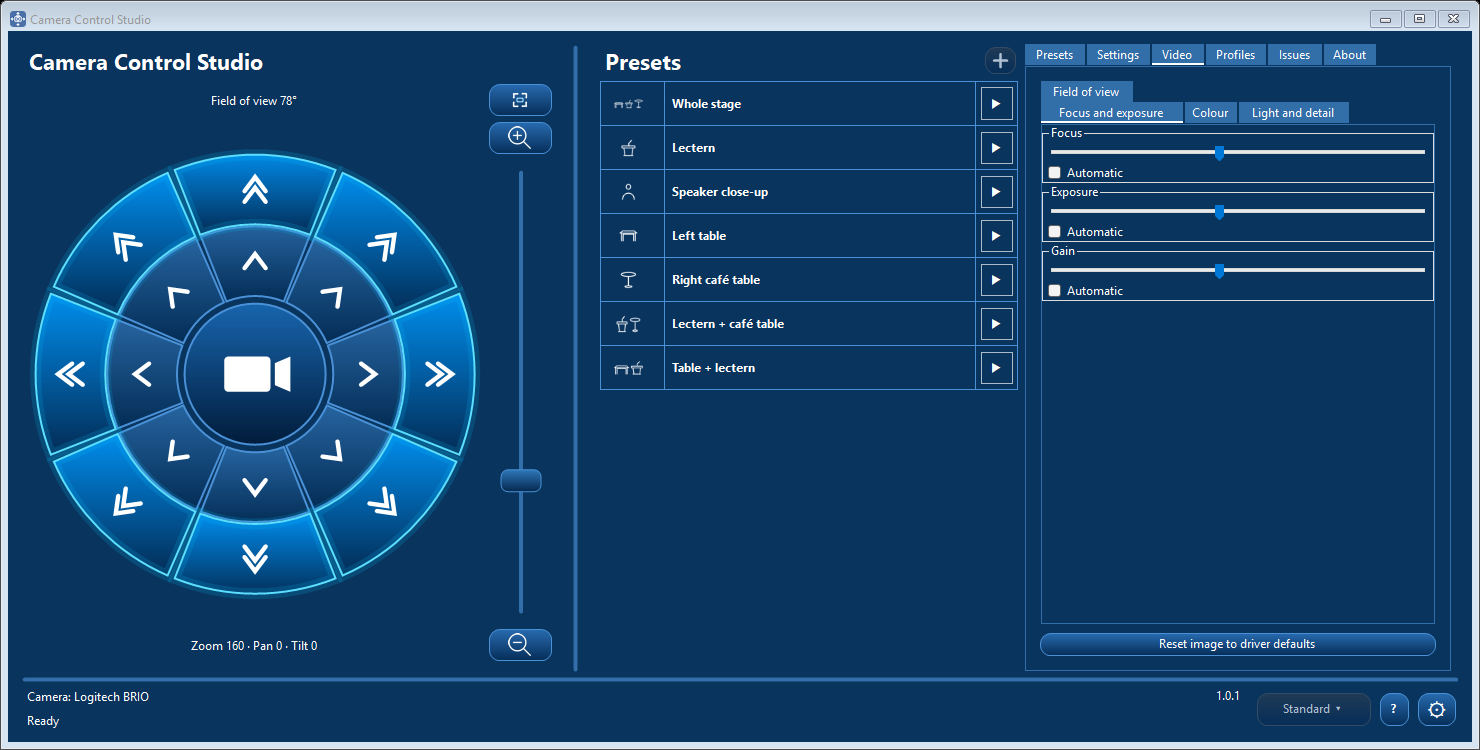 Camera Control Studio
Camera Control Studio
Field of view 78°
Zoom 160 · Pan 0 · Tilt 0
Presets
Whole stage
Lectern
Speaker close-up
Left table
Right café table
Lectern + café table
Table + lectern
Presets Settings Video Profiles Issues About
Field of view
Focus and exposure Colour Light and detail
Focus
Automatic
Exposure
Automatic
Gain
Automatic
Reset image to driver defaults
Camera: Logitech BRIO
Ready
1.0.1
Standard
?